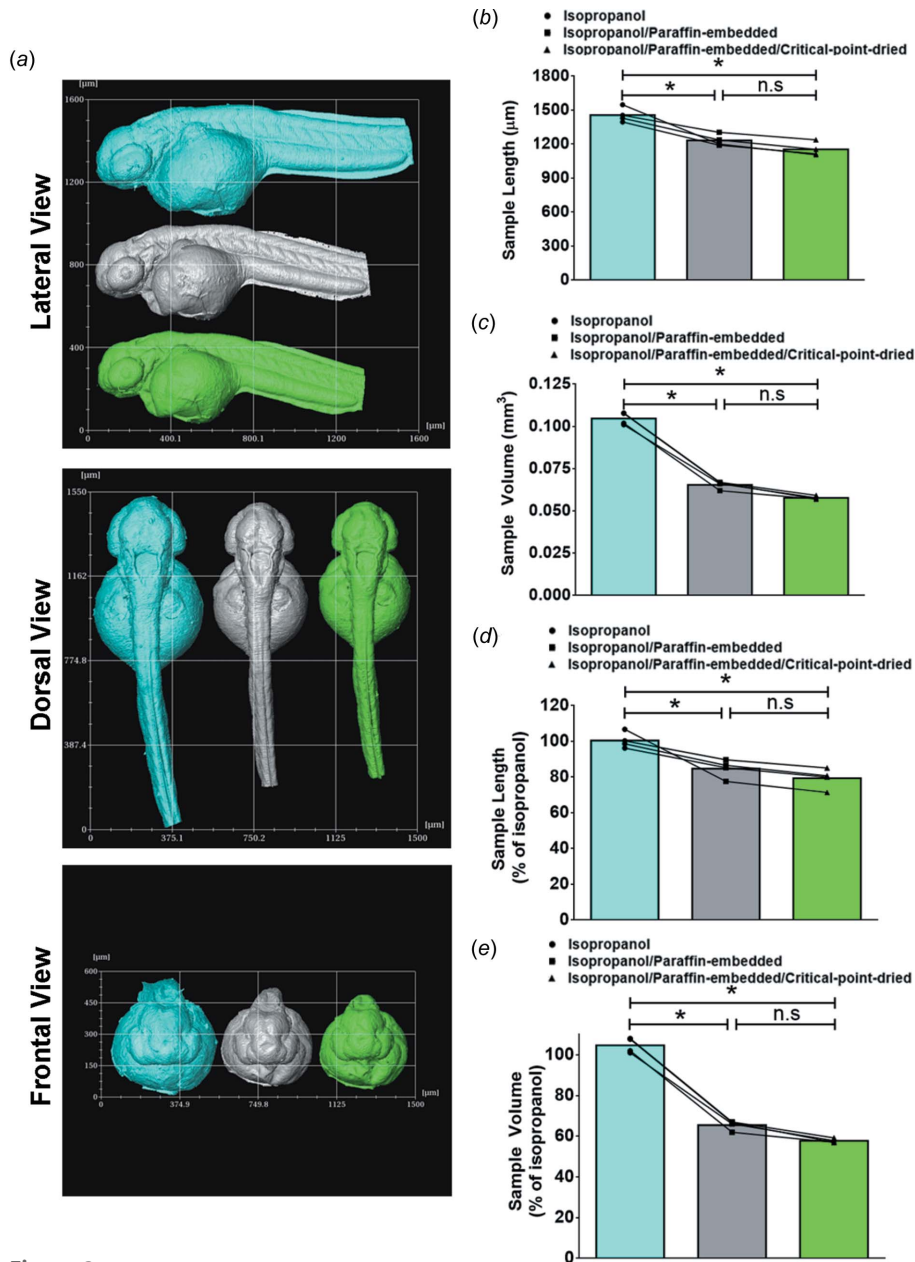 (a)
Lateral View
[µm]
1600
1200
800
400
0
0 400.1 800.1 1200 1600
[µm]
Dorsal View
[µm]
1550
1162
774.8
387.4
0
0 375.1 750.2 1125 1500
[µm]
Frontal View
[µm]
600
450
300
150
0
0 374.9 749.8 1125 1500
[µm]
(b)
Isopropanol
Isopropanol/Paraffin-embedded
Isopropanol/Paraffin-embedded/Critical-point-dried
*
* n.s
Sample Length (µm)
1800
1500
1200
900
600
300
0
(c)
Isopropanol
Isopropanol/Paraffin-embedded
Isopropanol/Paraffin-embedded/Critical-point-dried
*
* n.s
Sample Volume (mm³)
0.125
0.100
0.075
0.050
0.025
0.000
(d)
Isopropanol
Isopropanol/Paraffin-embedded
Isopropanol/Paraffin-embedded/Critical-point-dried
*
* n.s
Sample Length
(% of isopropanol)
120
100
80
60
40
20
0
(e)
Isopropanol
Isopropanol/Paraffin-embedded
Isopropanol/Paraffin-embedded/Critical-point-dried
*
* n.s
Sample Volume
(% of isopropanol)
100
80
60
40
20
0